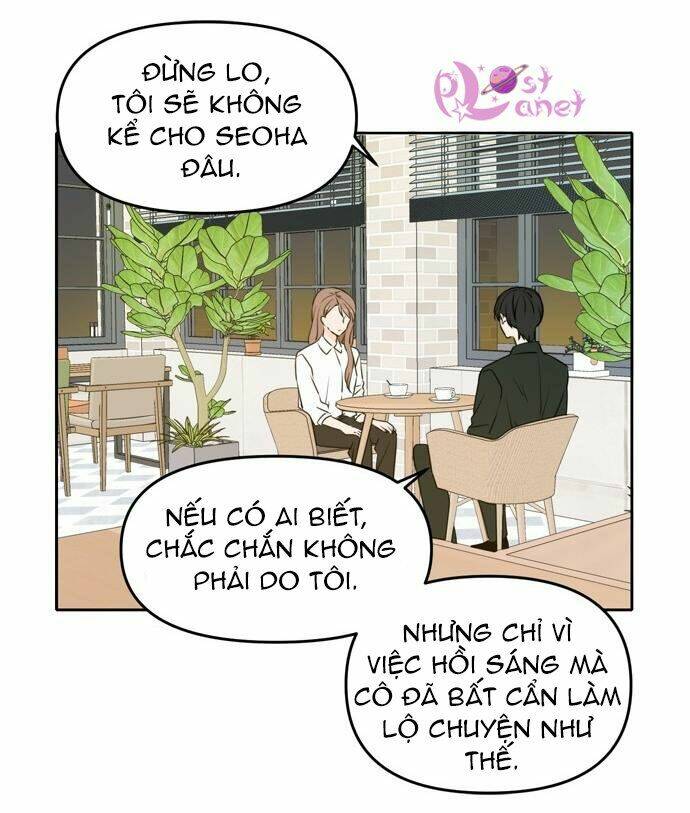 Lost
Planet
ĐỪNG LO,
TÔI SẼ KHÔNG
KỂ CHO SEOHA
ĐÂU.
NẾU CÓ AI BIẾT,
CHẮC CHẮN KHÔNG
PHẢI DO TÔI.
NHƯNG CHỈ VÌ
VIỆC HỒI SÁNG MÀ
CÔ ĐÃ BẤT CẨN LÀM
LỘ CHUYỆN NHƯ
THẾ.